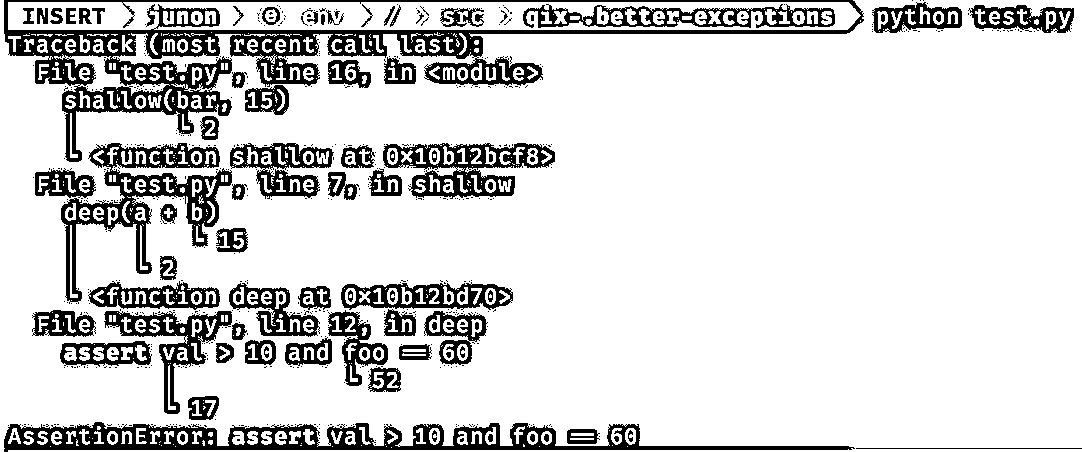 INSERT > junon > @ env > // » src > qix-.better-exceptions > python test.py
Traceback (most recent call last):
File "test.py", line 16, in <module>
shallow(bar, 15)
2
<function shallow at 0x10b12bcf8>
File "test.py", line 7, in shallow
deep(a + b)
15
2
<function deep at 0x10b12bd70>
File "test.py", line 12, in deep
assert val > 10 and foo == 60
52
17
AssertionError: assert val > 10 and foo == 60